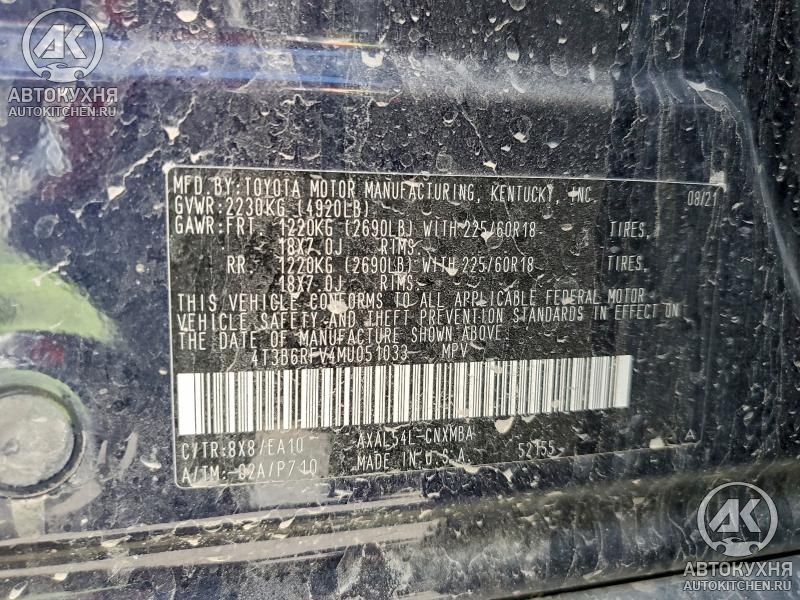 АК
АВТОКУХНЯ
AUTOKITCHEN.RU
MFD BY:TOYOTA MOTOR MANUFACTURING, KENTUCKY, INC. 08/21
GVWR:2230KG (4920LB)
GAWR:FRT 1220KG (2690LB) WITH 225/60R18 TIRES,
18X7.0J RIMS
RR 1220KG (2690LB) WITH 225/60R18 TIRES,
18X7.0J RIMS
THIS VEHICLE CONFORMS TO ALL APPLICABLE FEDERAL MOTOR
VEHICLE SAFETY AND THEFT PREVENTION STANDARDS IN EFFECT ON
THE DATE OF MANUFACTURE SHOWN ABOVE.
4T3B6RFV4MU051033 MPV
C/TR:8X8/EA10 AXAL54L-CNXMBA
A/TM:-02A/P710 MADE IN U.S.A. 52155
АК
АВТОКУХНЯ
AUTOKITCHEN.RU